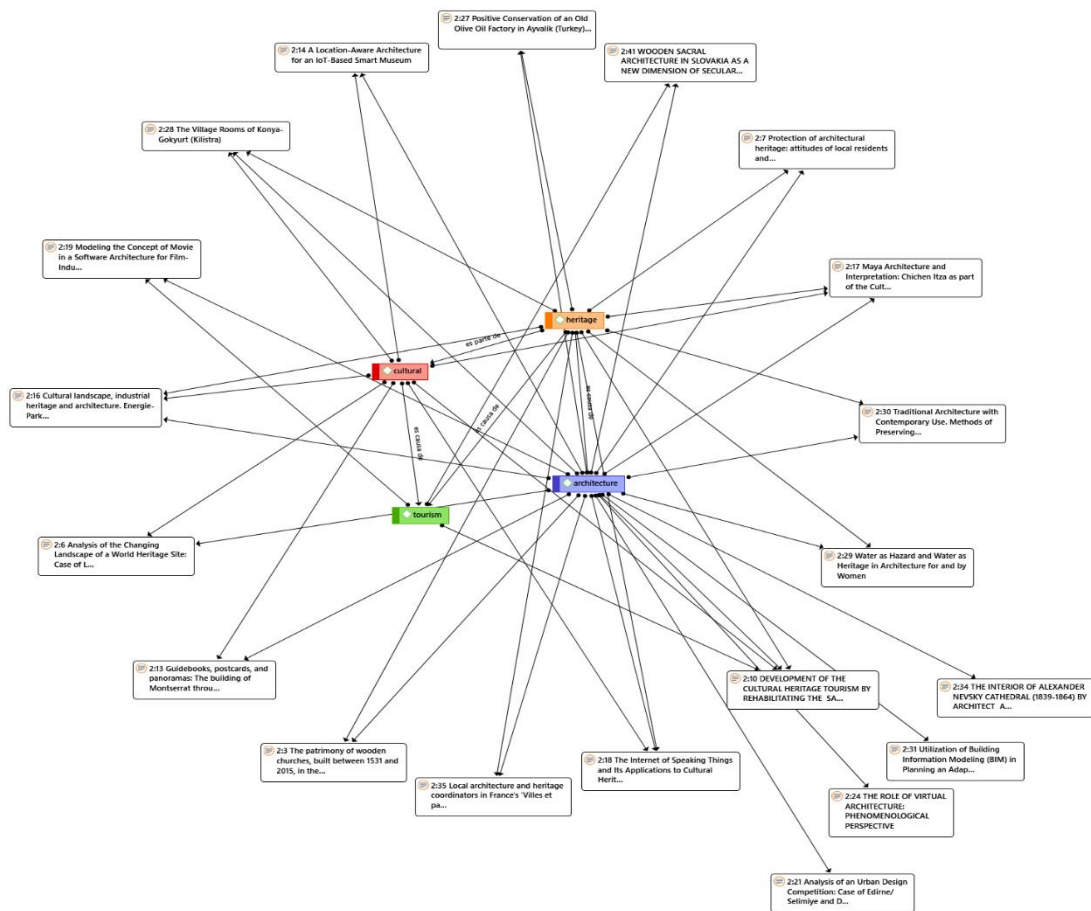 2:27 Positive Conservation of an Old
Olive Oil Factory in Ayvalik (Turkey)...
2:14 A Location-Aware Architecture
for an IoT-Based Smart Museum
2:41 WOODEN SACRAL
ARCHITECTURE IN SLOVAKIA AS A
NEW DIMENSION OF SECULAR...
2:28 The Village Rooms of Konya-
Gokyurt (Kilistra)
2:7 Protection of architectural
heritage: attitudes of local residents
and...
2:19 Modeling the Concept of Movie
in a Software Architecture for Film-
Indu...
2:17 Maya Architecture and
Interpretation: Chichen Itza as part
of the Cult...
heritage
es parte de
cultural
2:16 Cultural landscape, industrial
heritage and architecture. Energie-
Park...
es causa de
es causa de
es causa de
2:30 Traditional Architecture with
Contemporary Use. Methods of
Preserving...
architecture
tourism
2:6 Analysis of the Changing
Landscape of a World Heritage Site:
Case of L...
2:29 Water as Hazard and Water as
Heritage in Architecture for and by
Women
2:13 Guidebooks, postcards, and
panoramas: The building of
Montserrat throu...
2:10 DEVELOPMENT OF THE
CULTURAL HERITAGE TOURISM BY
REHABILITATING THE SA...
2:34 THE INTERIOR OF ALEXANDER
NEVSKY CATHEDRAL (1839-1864) BY
ARCHITECT A...
2:3 The patrimony of wooden
churches, built between 1531 and
2015, in the...
2:18 The Internet of Speaking Things
and Its Applications to Cultural
Herit...
2:31 Utilization of Building
Information Modeling (BIM) in
Planning an Adap...
2:35 Local architecture and heritage
coordinators in France's 'Villes et
pa...
2:24 THE ROLE OF VIRTUAL
ARCHITECTURE:
PHENOMENOLOGICAL
PERSPECTIVE
2:21 Analysis of an Urban Design
Competition: Case of Edirne/
Selimiye and D...